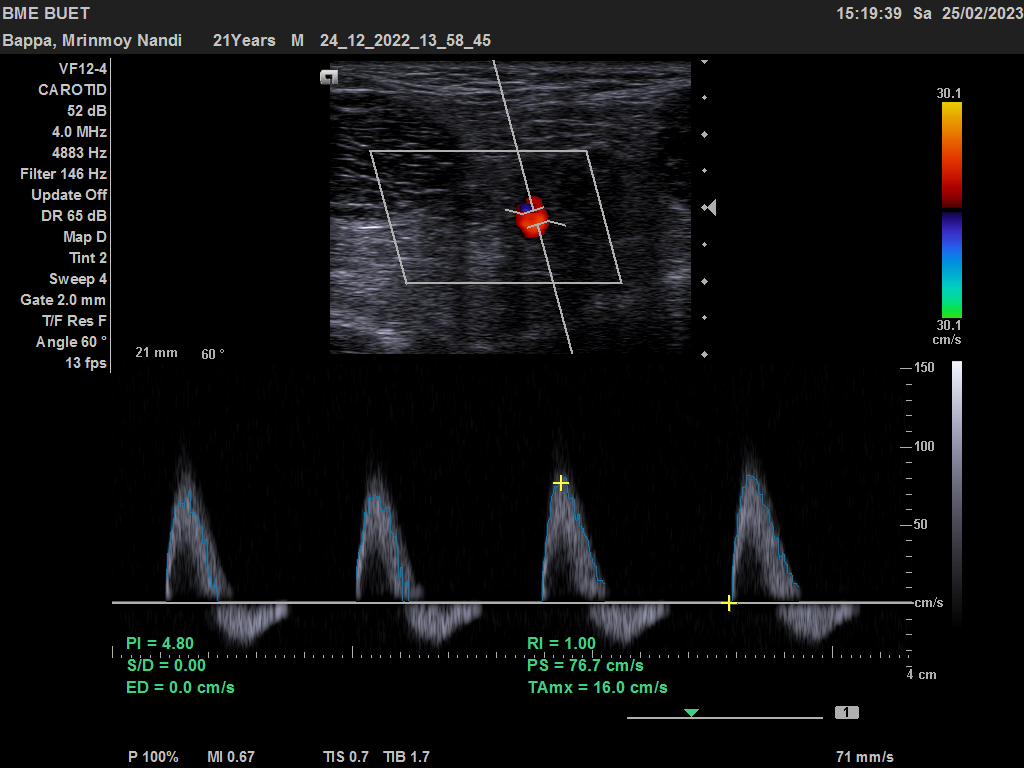 BME BUET
15:19:39 Sa 25/02/2023
Bappa, Mrinmoy Nandi 21Years M 24_12_2022_13_58_45
VF12-4
CAROTID
52 dB
4.0 MHz
4883 Hz
Filter 146 Hz
Update Off
DR 65 dB
Map D
Tint 2
Sweep 4
Gate 2.0 mm
T/F Res F
Angle 60 °
13 fps
21 mm 60 °
30.1
30.1
cm/s
150
100
50
cm/s
4 cm
PI = 4.80
S/D = 0.00
ED = 0.0 cm/s
RI = 1.00
PS = 76.7 cm/s
TAmx = 16.0 cm/s
1
P 100% MI 0.67 TIS 0.7 TIB 1.7 71 mm/s